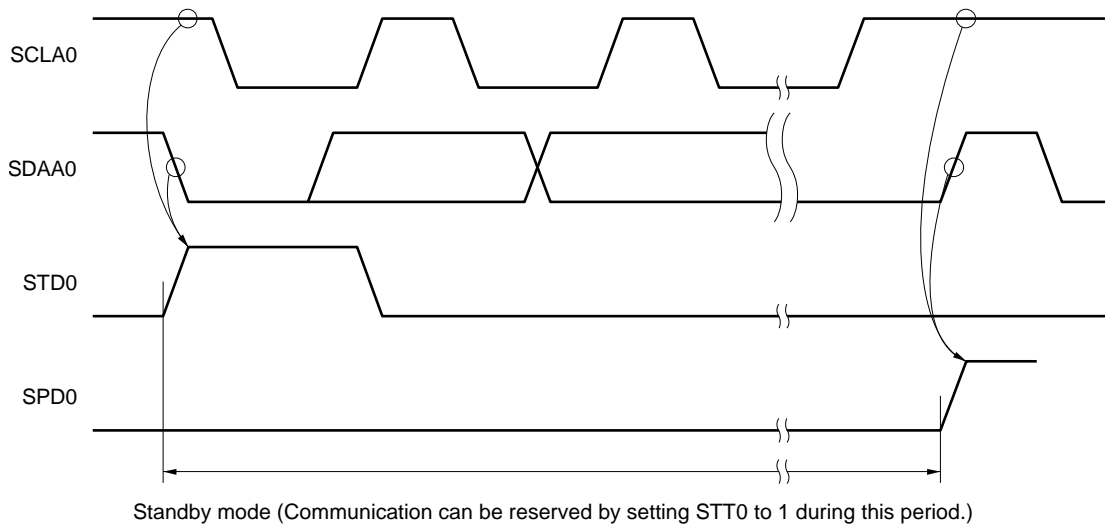 SCLA0
SDAA0
STD0
SPD0
Standby mode (Communication can be reserved by setting STT0 to 1 during this period.)